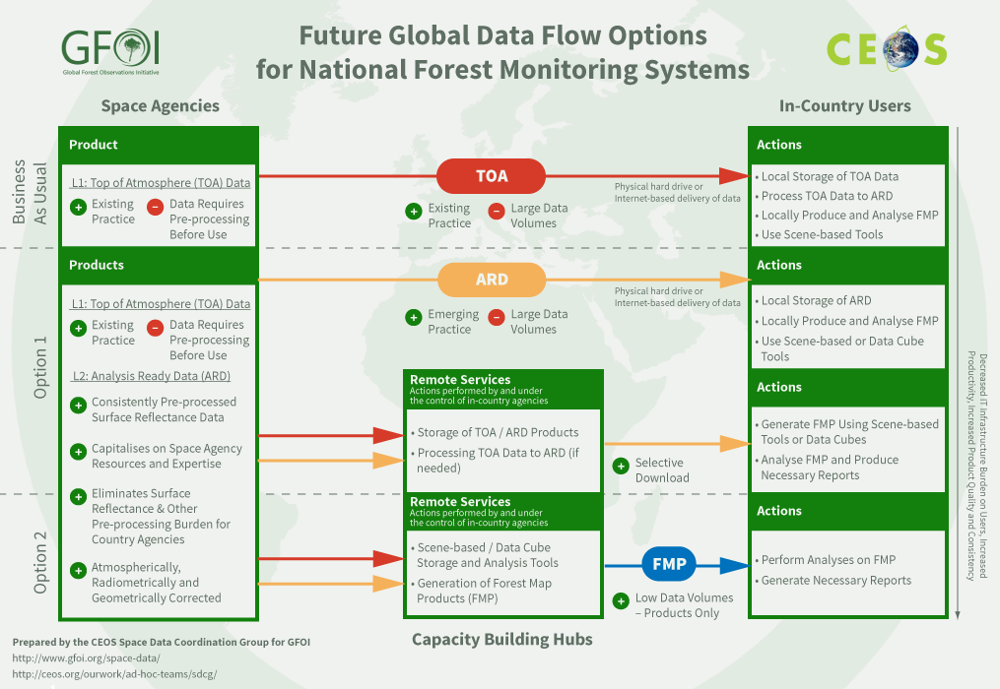 GFOI
Global Forest Observations Initiative
Future Global Data Flow Options
for National Forest Monitoring Systems
CEOS
Space Agencies
In-Country Users
Business
As Usual
Product
L1: Top of Atmosphere (TOA) Data
+ Existing
Practice
– Data Requires
Pre-processing
Before Use
TOA
+ Existing
Practice
– Large Data
Volumes
Physical hard drive or
Internet-based delivery of data
Actions
• Local Storage of TOA Data
• Process TOA Data to ARD
• Locally Produce and Analyse FMP
• Use Scene-based Tools
Option 1
Products
L1: Top of Atmosphere (TOA) Data
+ Existing
Practice
– Data Requires
Pre-processing
Before Use
L2: Analysis Ready Data (ARD)
+ Consistently Pre-processed
Surface Reflectance Data
+ Capitalises on Space Agency
Resources and Expertise
+ Eliminates Surface
Reflectance & Other
Pre-processing Burden for
Country Agencies
+ Atmospherically,
Radiometrically and
Geometrically Corrected
ARD
+ Emerging
Practice
– Large Data
Volumes
Physical hard drive or
Internet-based delivery of data
Actions
• Local Storage of ARD
• Locally Produce and Analyse FMP
• Use Scene-based or Data Cube
Tools
Remote Services
Actions performed by and under
the control of in-country agencies
• Storage of TOA / ARD Products
• Processing TOA Data to ARD (if
needed)
+ Selective
Download
Actions
• Generate FMP Using Scene-based
Tools or Data Cubes
• Analyse FMP and Produce
Necessary Reports
Option 2
Remote Services
Actions performed by and under
the control of in-country agencies
• Scene-based / Data Cube
Storage and Analysis Tools
• Generation of Forest Map
Products (FMP)
FMP
+ Low Data Volumes
– Products Only
Actions
• Perform Analyses on FMP
• Generate Necessary Reports
Decreased IT Infrastructure Burden on Users, Increased
Productivity, Increased Product Quality and Consistency
Capacity Building Hubs
Prepared by the CEOS Space Data Coordination Group for GFOI
http://www.gfoi.org/space-data/
http://ceos.org/ourwork/ad-hoc-teams/sdcg/